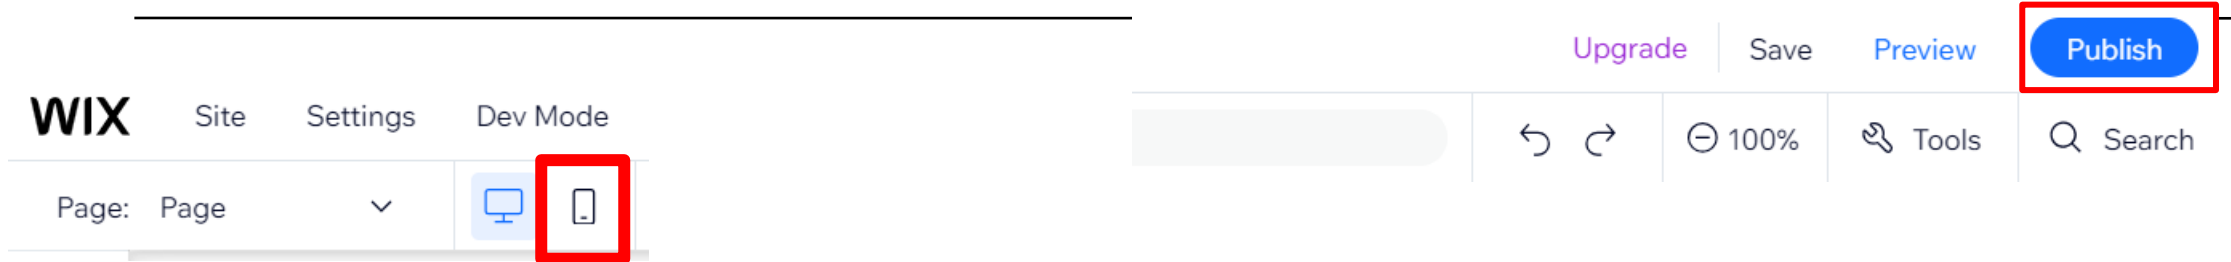 Upgrade Save Preview Publish
WIX Site Settings Dev Mode
100% Tools Search
Page: Page